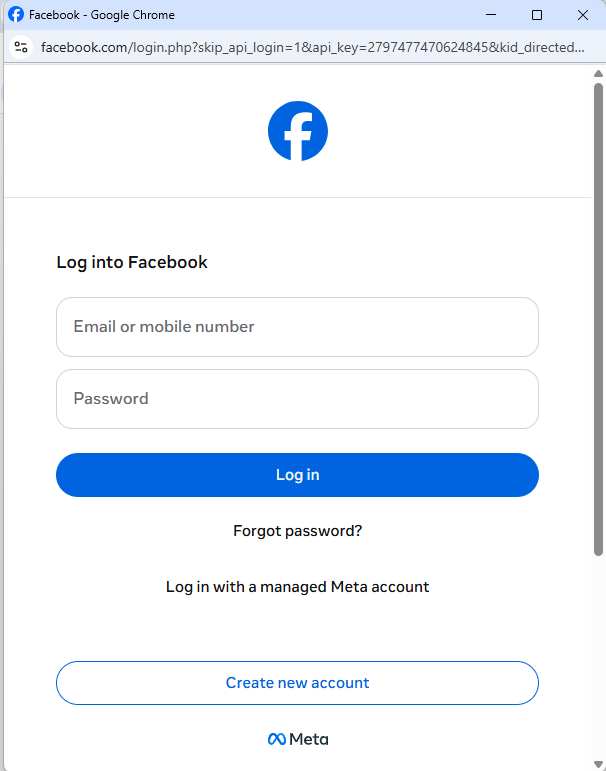 Facebook - Google Chrome
facebook.com/login.php?skip_api_login=1&api_key=2797477470624845&kid_directed...
Log into Facebook
Email or mobile number
Password
Log in
Forgot password?
Log in with a managed Meta account
Create new account
Meta